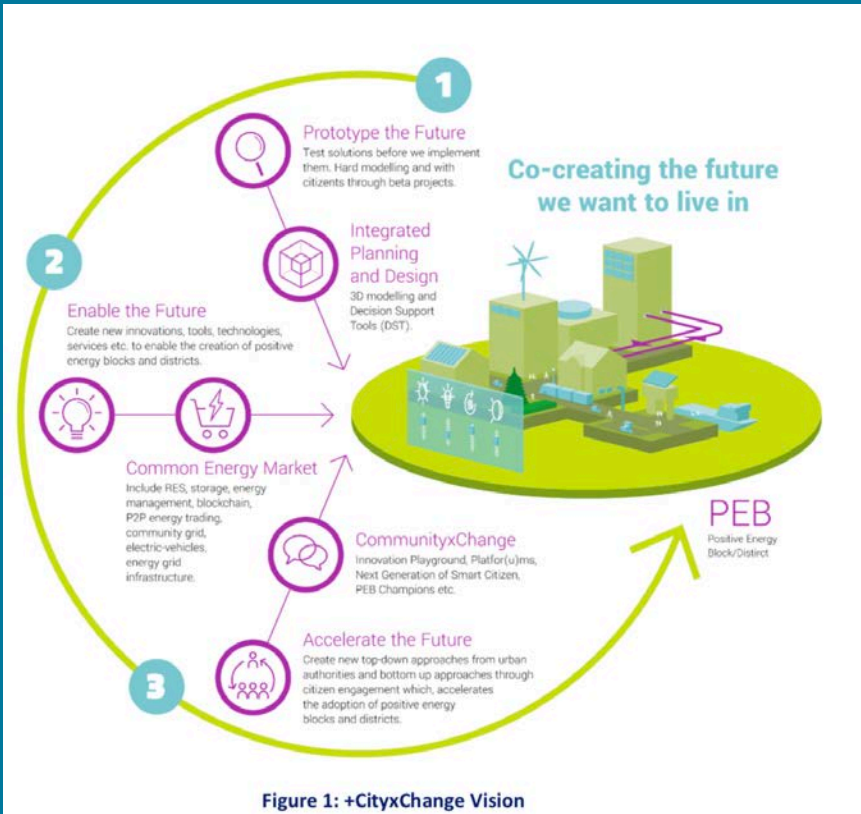 1
Prototype the Future
Test solutions before we implement
them. Hard modelling and with
citizents through beta projects.
Integrated
Planning
and Design
3D modelling and
Decision Support
Tools (DST).
Co-creating the future
we want to live in
2
Enable the Future
Create new innovations, tools, technologies,
services etc. to enable the creation of positive
energy blocks and districts.
Common Energy Market
Include RES, storage, energy
management, blockchain,
P2P energy trading,
community grid,
electric-vehicles,
energy grid
infrastructure.
CommunityxChange
Innovation Playground, Platfor(u)ms,
Next Generation of Smart Citizen,
PEB Champions etc.
PEB
Positive Energy
Block/Distirct
3
Accelerate the Future
Create new top-down approaches from urban
authorities and bottom up approaches through
citizen engagement which, accelerates
the adoption of positive energy
blocks and districts.
Figure 1: +CityxChange Vision